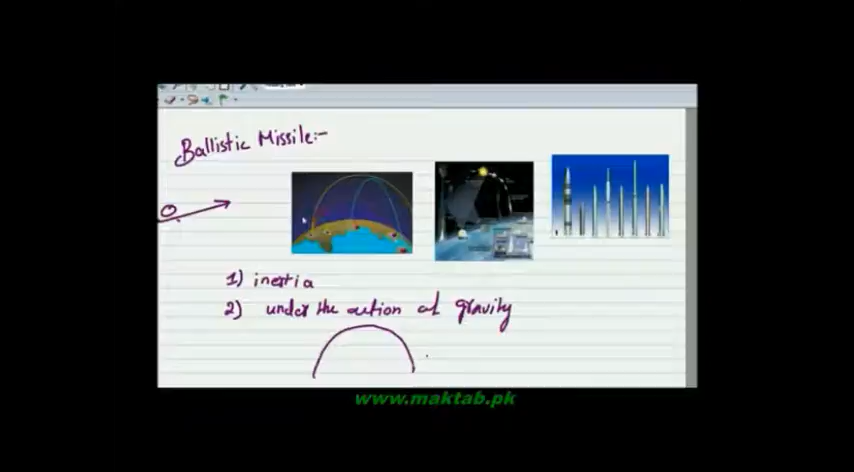 Ballistic Missile:-
1) inertia
2) under the action of gravity
www.maktab.pk